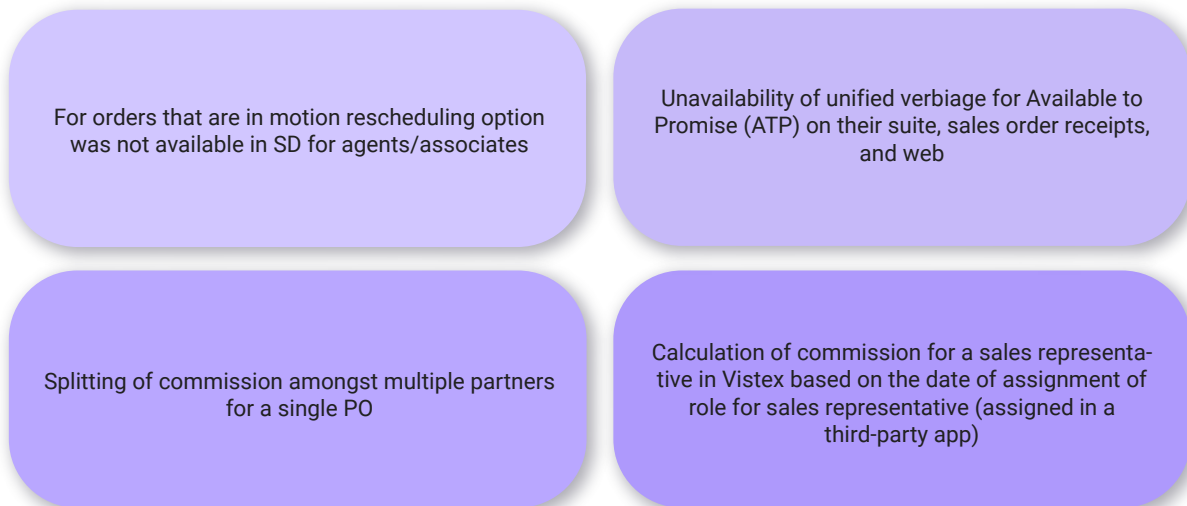 For orders that are in motion rescheduling option
was not available in SD for agents/associates
Unavailability of unified verbiage for Available to
Promise (ATP) on their suite, sales order receipts,
and web
Splitting of commission amongst multiple partners
for a single PO
Calculation of commission for a sales representa-
tive in Vistex based on the date of assignment of
role for sales representative (assigned in a
third-party app)